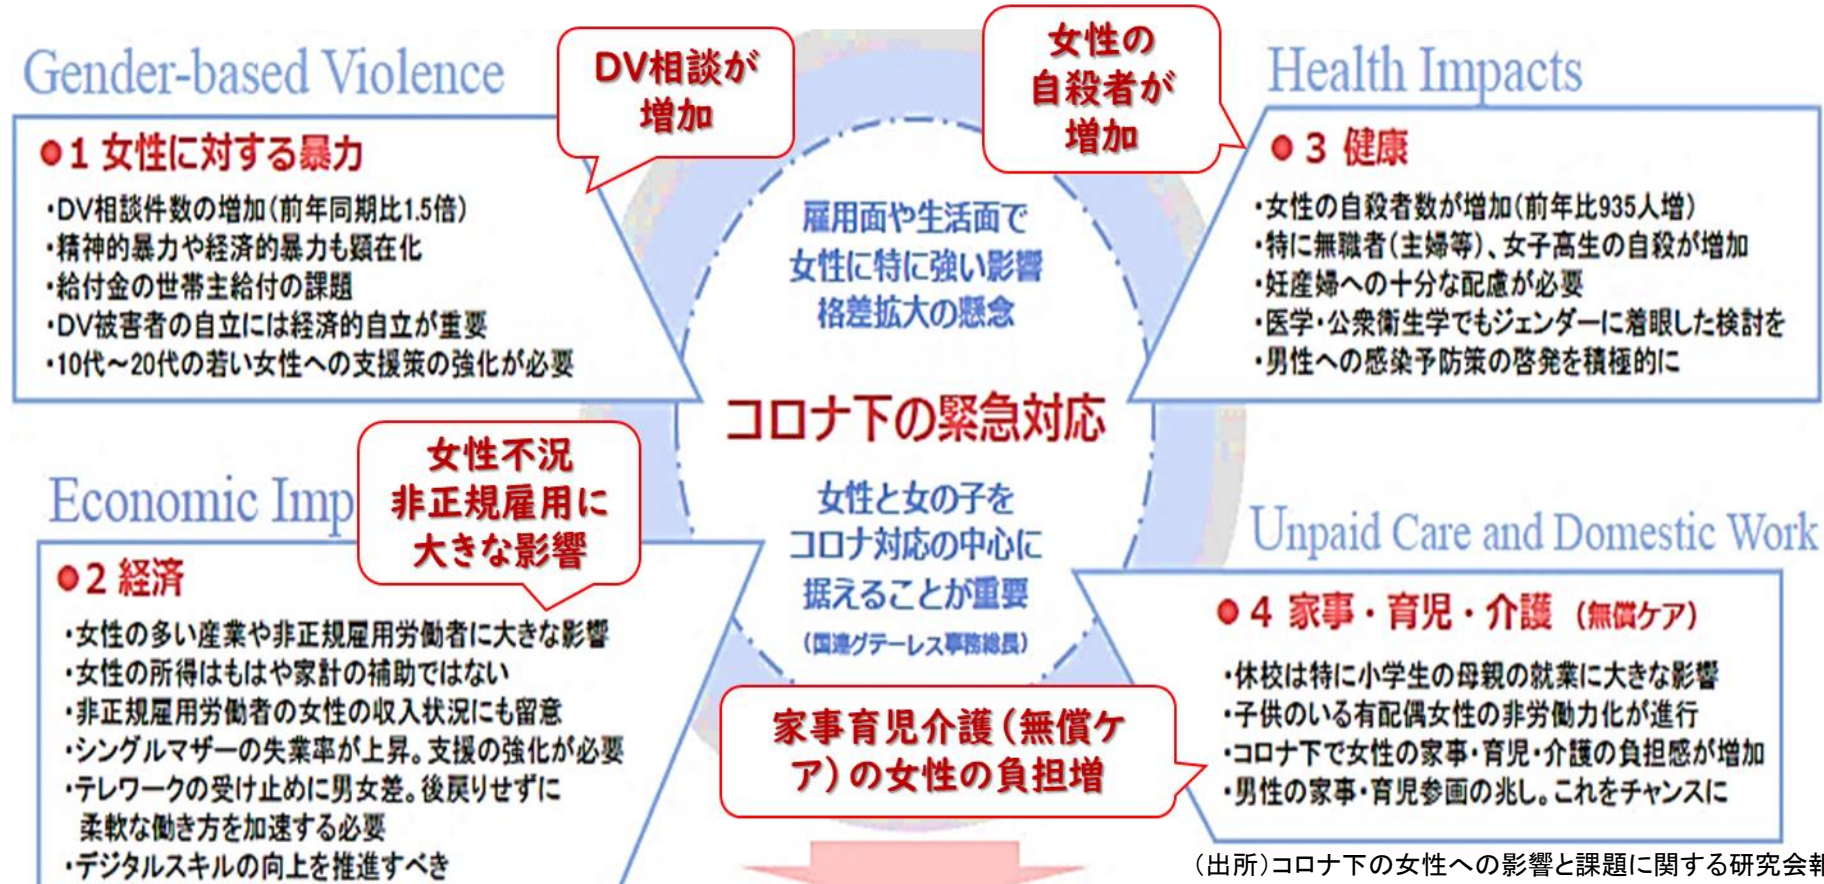 Gender-based Violence
DV相談が
増加
●1 女性に対する暴力
・DV相談件数の増加(前年同期比1.5倍)
・精神的暴力や経済的暴力も顕在化
・給付金の世帯主給付の課題
・DV被害者の自立には経済的自立が重要
・10代～20代の若い女性への支援策の強化が必要
女性の
自殺者が
増加
Health Impacts
●3 健康
・女性の自殺者数が増加(前年比935人増)
・特に無職者(主婦等)、女子高生の自殺が増加
・妊産婦への十分な配慮が必要
・医学・公衆衛生学でもジェンダーに着眼した検討を
・男性への感染予防策の啓発を積極的に
雇用面や生活面で
女性に特に強い影響
格差拡大の懸念
コロナ下の緊急対応
女性と女の子を
コロナ対応の中心に
据えることが重要
(国連グテーレス事務総長)
Economic Imp
女性不況
非正規雇用に
大きな影響
●2 経済
・女性の多い産業や非正規雇用労働者に大きな影響
・女性の所得はもはや家計の補助ではない
・非正規雇用労働者の女性の収入状況にも留意
・シングルマザーの失業率が上昇。支援の強化が必要
・テレワークの受け止めに男女差。後戻りせずに
柔軟な働き方を加速する必要
・デジタルスキルの向上を推進すべき
Unpaid Care and Domestic Work
●4 家事・育児・介護 (無償ケア)
・休校は特に小学生の母親の就業に大きな影響
・子供のいる有配偶女性の非労働力化が進行
・コロナ下で女性の家事・育児・介護の負担感が増加
・男性の家事・育児参画の兆し。これをチャンスに
家事育児介護(無償ケ
ア)の女性の負担増
(出所)コロナ下の女性への影響と課題に関する研究会